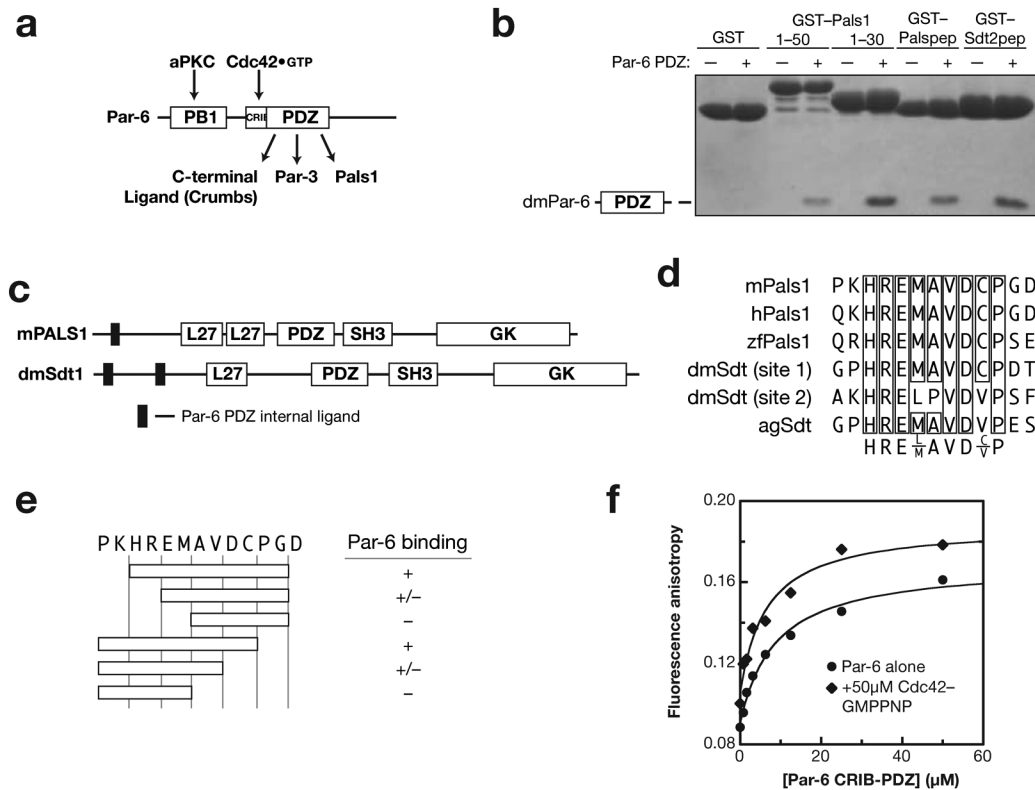 a
aPKC Cdc42•GTP
Par-6 PB1 CRIB PDZ
C-terminal Par-3 Pals1
Ligand (Crumbs)
b
GST–Pals1 GST– GST–
GST 1–50 1–30 Palspep Sdt2pep
Par-6 PDZ: – + – + – + – + – +
dmPar-6 PDZ
c
mPALS1 L27 L27 PDZ SH3 GK
dmSdt1 L27 PDZ SH3 GK
Par-6 PDZ internal ligand
d
mPals1 P K H R E M A V D C P G D
hPals1 Q K H R E M A V D C P G D
zfPals1 Q R H R E M A V D C P S E
dmSdt (site 1) G P H R E M A V D C P D T
dmSdt (site 2) A K H R E L P V D V P S F
agSdt G P H R E M A V D V P E S
H R E L/M A V D C/V P
e
P K H R E M A V D C P G D Par-6 binding
+
+/–
–
+
+/–
–
f
Fluorescence anisotropy
0.20
0.16
0.12
0.08
Par-6 alone
+50µM Cdc42–
GMPPNP
0 20 40 60
[Par-6 CRIB-PDZ] (µM)